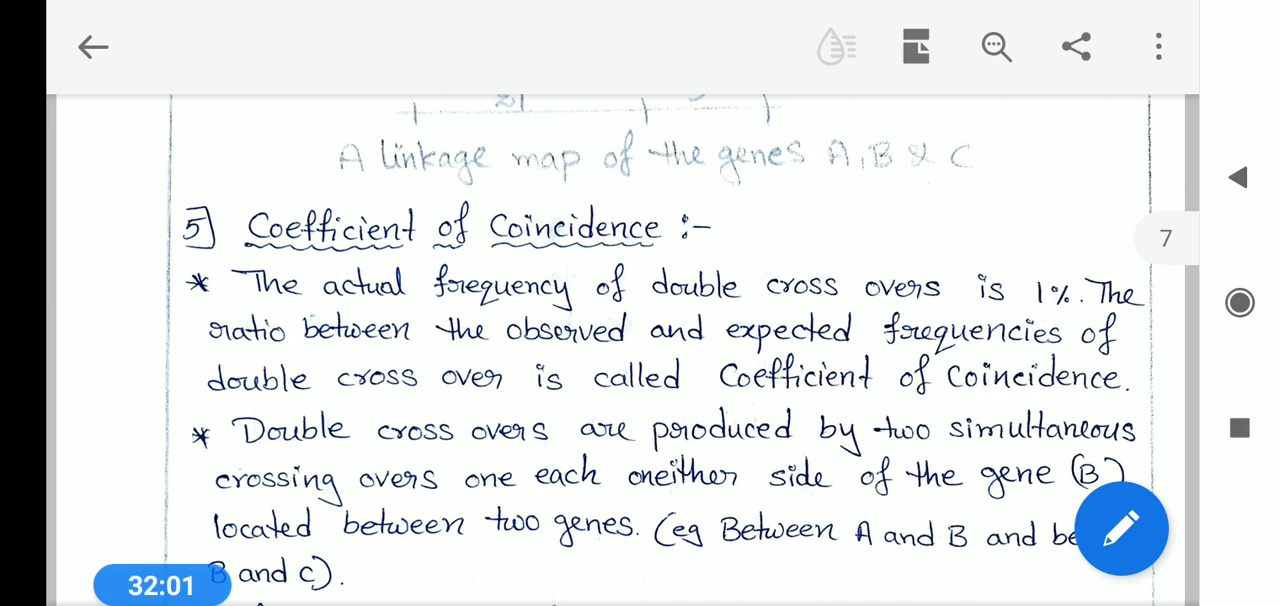 A linkage map of the genes A, B & C
5] Coefficient of Coincidence :-
7
* The actual frequency of double cross overs is 1%. The
ratio between the observed and expected frequencies of
double cross over is called Coefficient of Coincidence.
* Double cross overs are produced by two simultaneous
crossing overs one each oneither side of the gene (B)
located between two genes. (eg Between A and B and be
B and C).
32:01